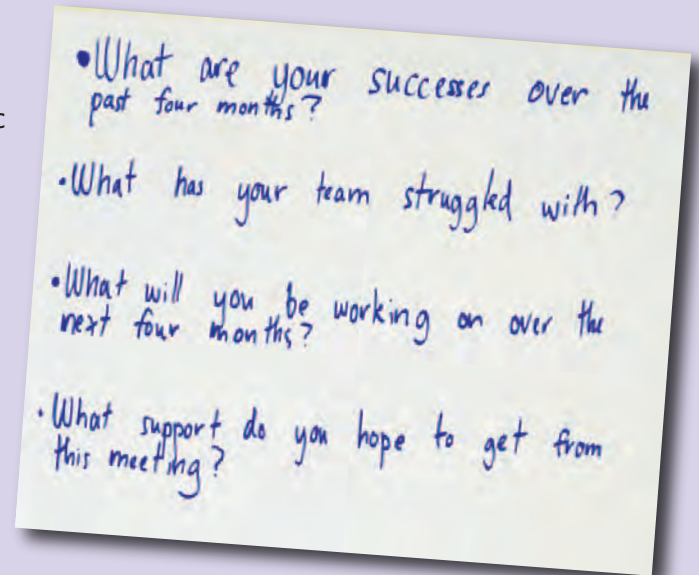 c
•What are your successes over the
past four months?
•What has your team struggled with?
•What will you be working on over the
next four months?
•What support do you hope to get from
this meeting?